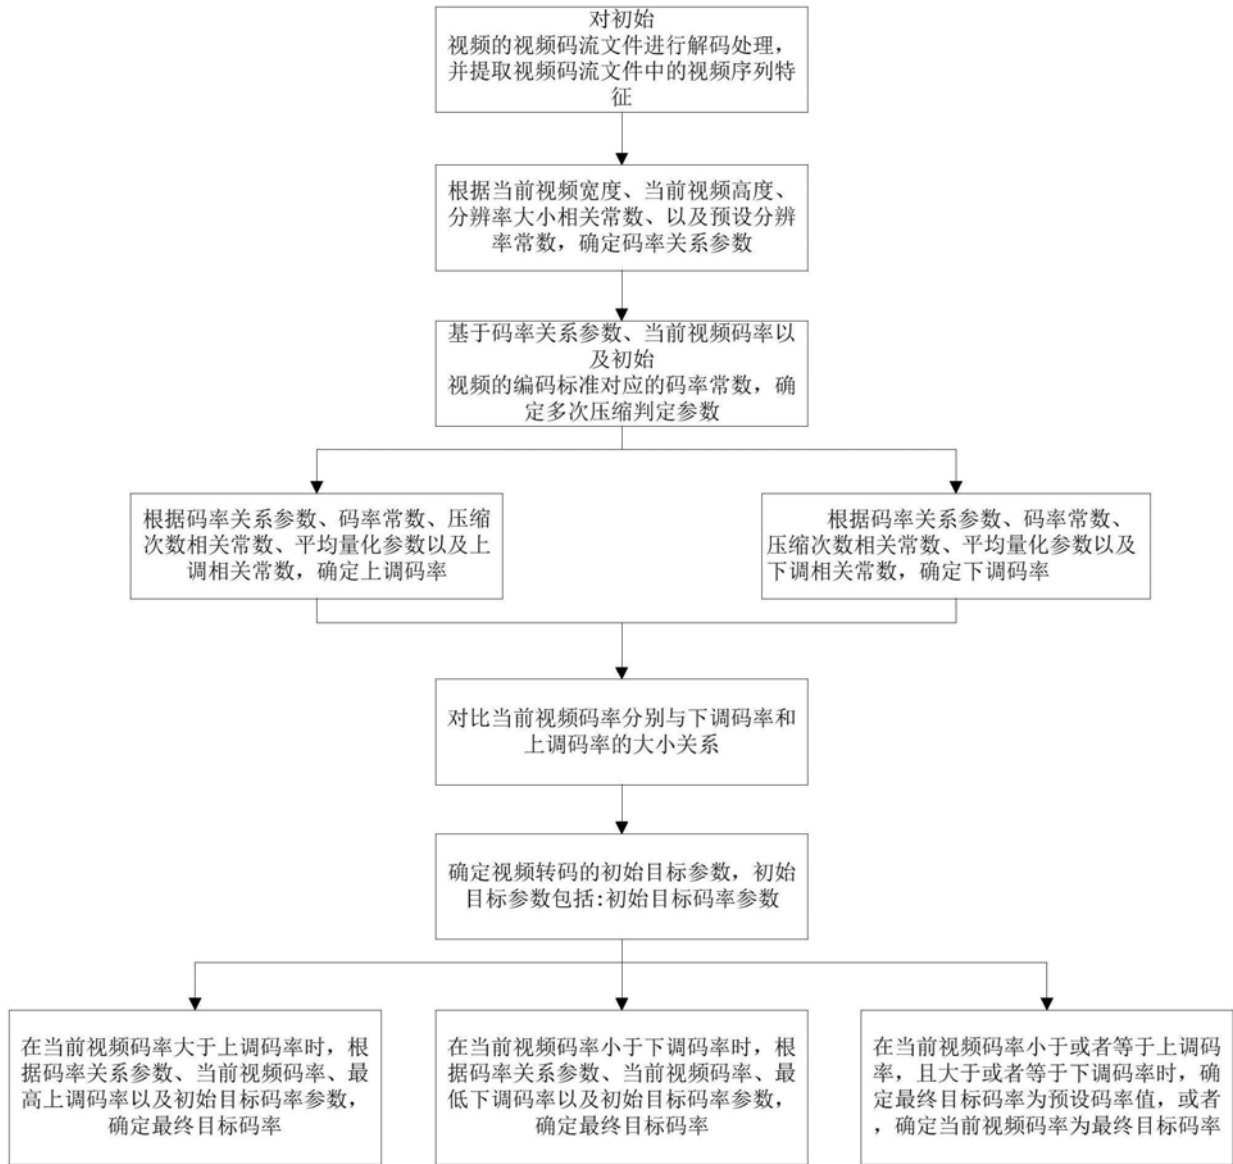 对初始
视频的视频码流文件进行解码处理，
并提取视频码流文件中的视频序列特
征
根据当前视频宽度、当前视频高度、
分辨率大小相关常数、以及预设分辨
率常数，确定码率关系参数
基于码率关系参数、当前视频码率以
及初始
视频的编码标准对应的码率常数，确
定多次压缩判定参数
根据码率关系参数、码率常数、压缩
次数相关常数、平均量化参数以及上
调相关常数，确定上调码率
根据码率关系参数、码率常数、
压缩次数相关常数、平均量化参数以及
下调相关常数，确定下调码率
对比当前视频码率分别与下调码率和
上调码率的大小关系
确定视频转码的初始目标参数，初始
目标参数包括:初始目标码率参数
在当前视频码率大于上调码率时，根
据码率关系参数、当前视频码率、最
高上调码率以及初始目标码率参数，
确定最终目标码率
在当前视频码率小于下调码率时，根
据码率关系参数、当前视频码率、最
低下调码率以及初始目标码率参数，
确定最终目标码率
在当前视频码率小于或者等于上调码
率，且大于或者等于下调码率时，确
定最终目标码率为预设码率值，或者
，确定当前视频码率为最终目标码率